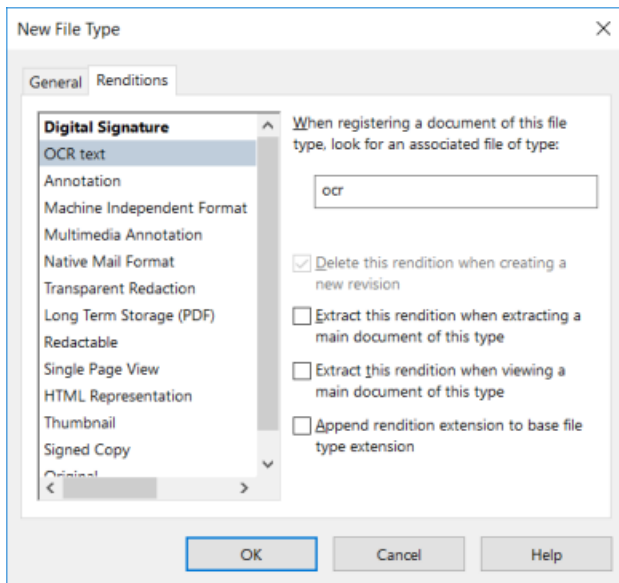 New File Type
General
Renditions
Digital Signature
OCR text
Annotation
Machine Independent Format
Multimedia Annotation
Native Mail Format
Transparent Redaction
Long Term Storage (PDF)
Redactable
Single Page View
HTML Representation
Thumbnail
Signed Copy
Original
When registering a document of this file
type, look for an associated file of type:
ocr
Delete this rendition when creating a
new revision
Extract this rendition when extracting a
main document of this type
Extract this rendition when viewing a
main document of this type
Append rendition extension to base file
type extension
OK
Cancel
Help